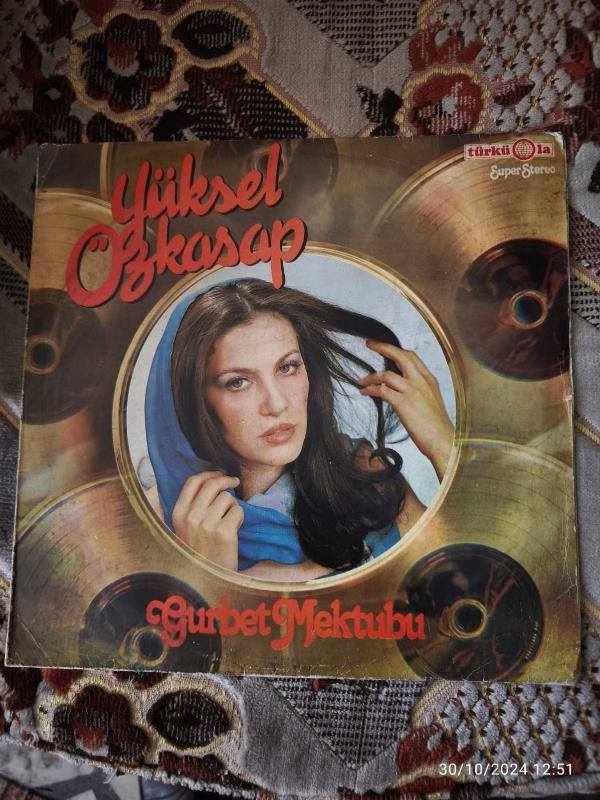 türküola
Super Stereo
Yüksel
Özkasap
Gurbet Mektubu
30/10/2024 12:51